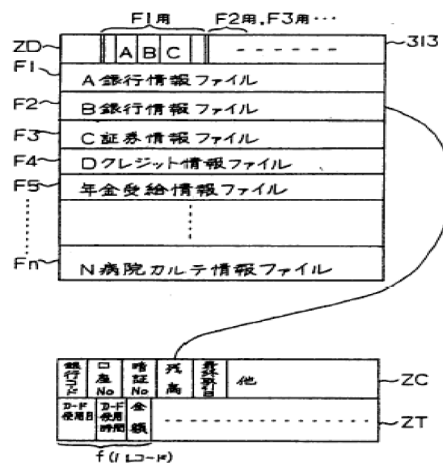 F1用
F2用,F3用…
ZD
A B C
313
F1
A銀行情報ファイル
F2
B銀行情報ファイル
F3
C証券情報ファイル
F4
Dクレジット情報ファイル
F5
年金受給情報ファイル
Fn
N病院カルテ情報ファイル
銀行コード
口座No
暗証No
残高
最終取引日
他
ZC
カード使用日
カード使用時間
金額
ZT
f(1レコード)